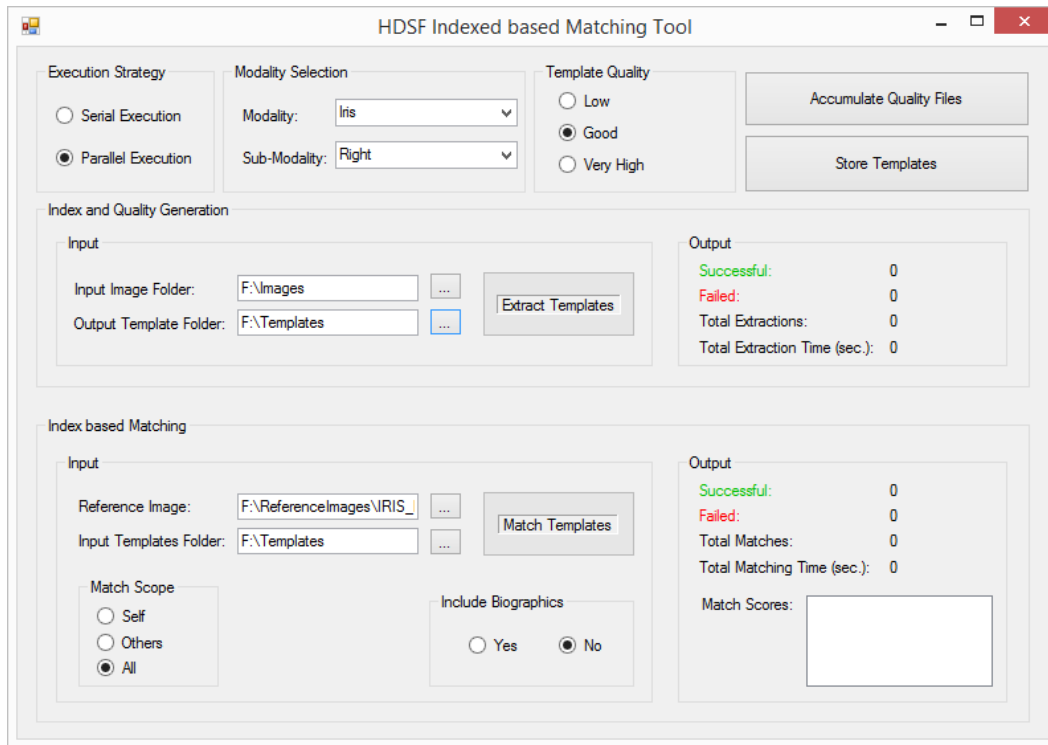 HDSF Indexed based Matching Tool
Execution Strategy
Serial Execution
Parallel Execution
Modality Selection
Modality: Iris
Sub-Modality: Right
Template Quality
Low
Good
Very High
Accumulate Quality Files
Store Templates
Index and Quality Generation
Input
Input Image Folder: F:\Images ...
Output Template Folder: F:\Templates ...
Extract Templates
Output
Successful: 0
Failed: 0
Total Extractions: 0
Total Extraction Time (sec.): 0
Index based Matching
Input
Reference Image: F:\ReferenceImages\IRIS_ ...
Input Templates Folder: F:\Templates ...
Match Templates
Match Scope
Self
Others
All
Include Biographics
Yes No
Output
Successful: 0
Failed: 0
Total Matches: 0
Total Matching Time (sec.): 0
Match Scores: